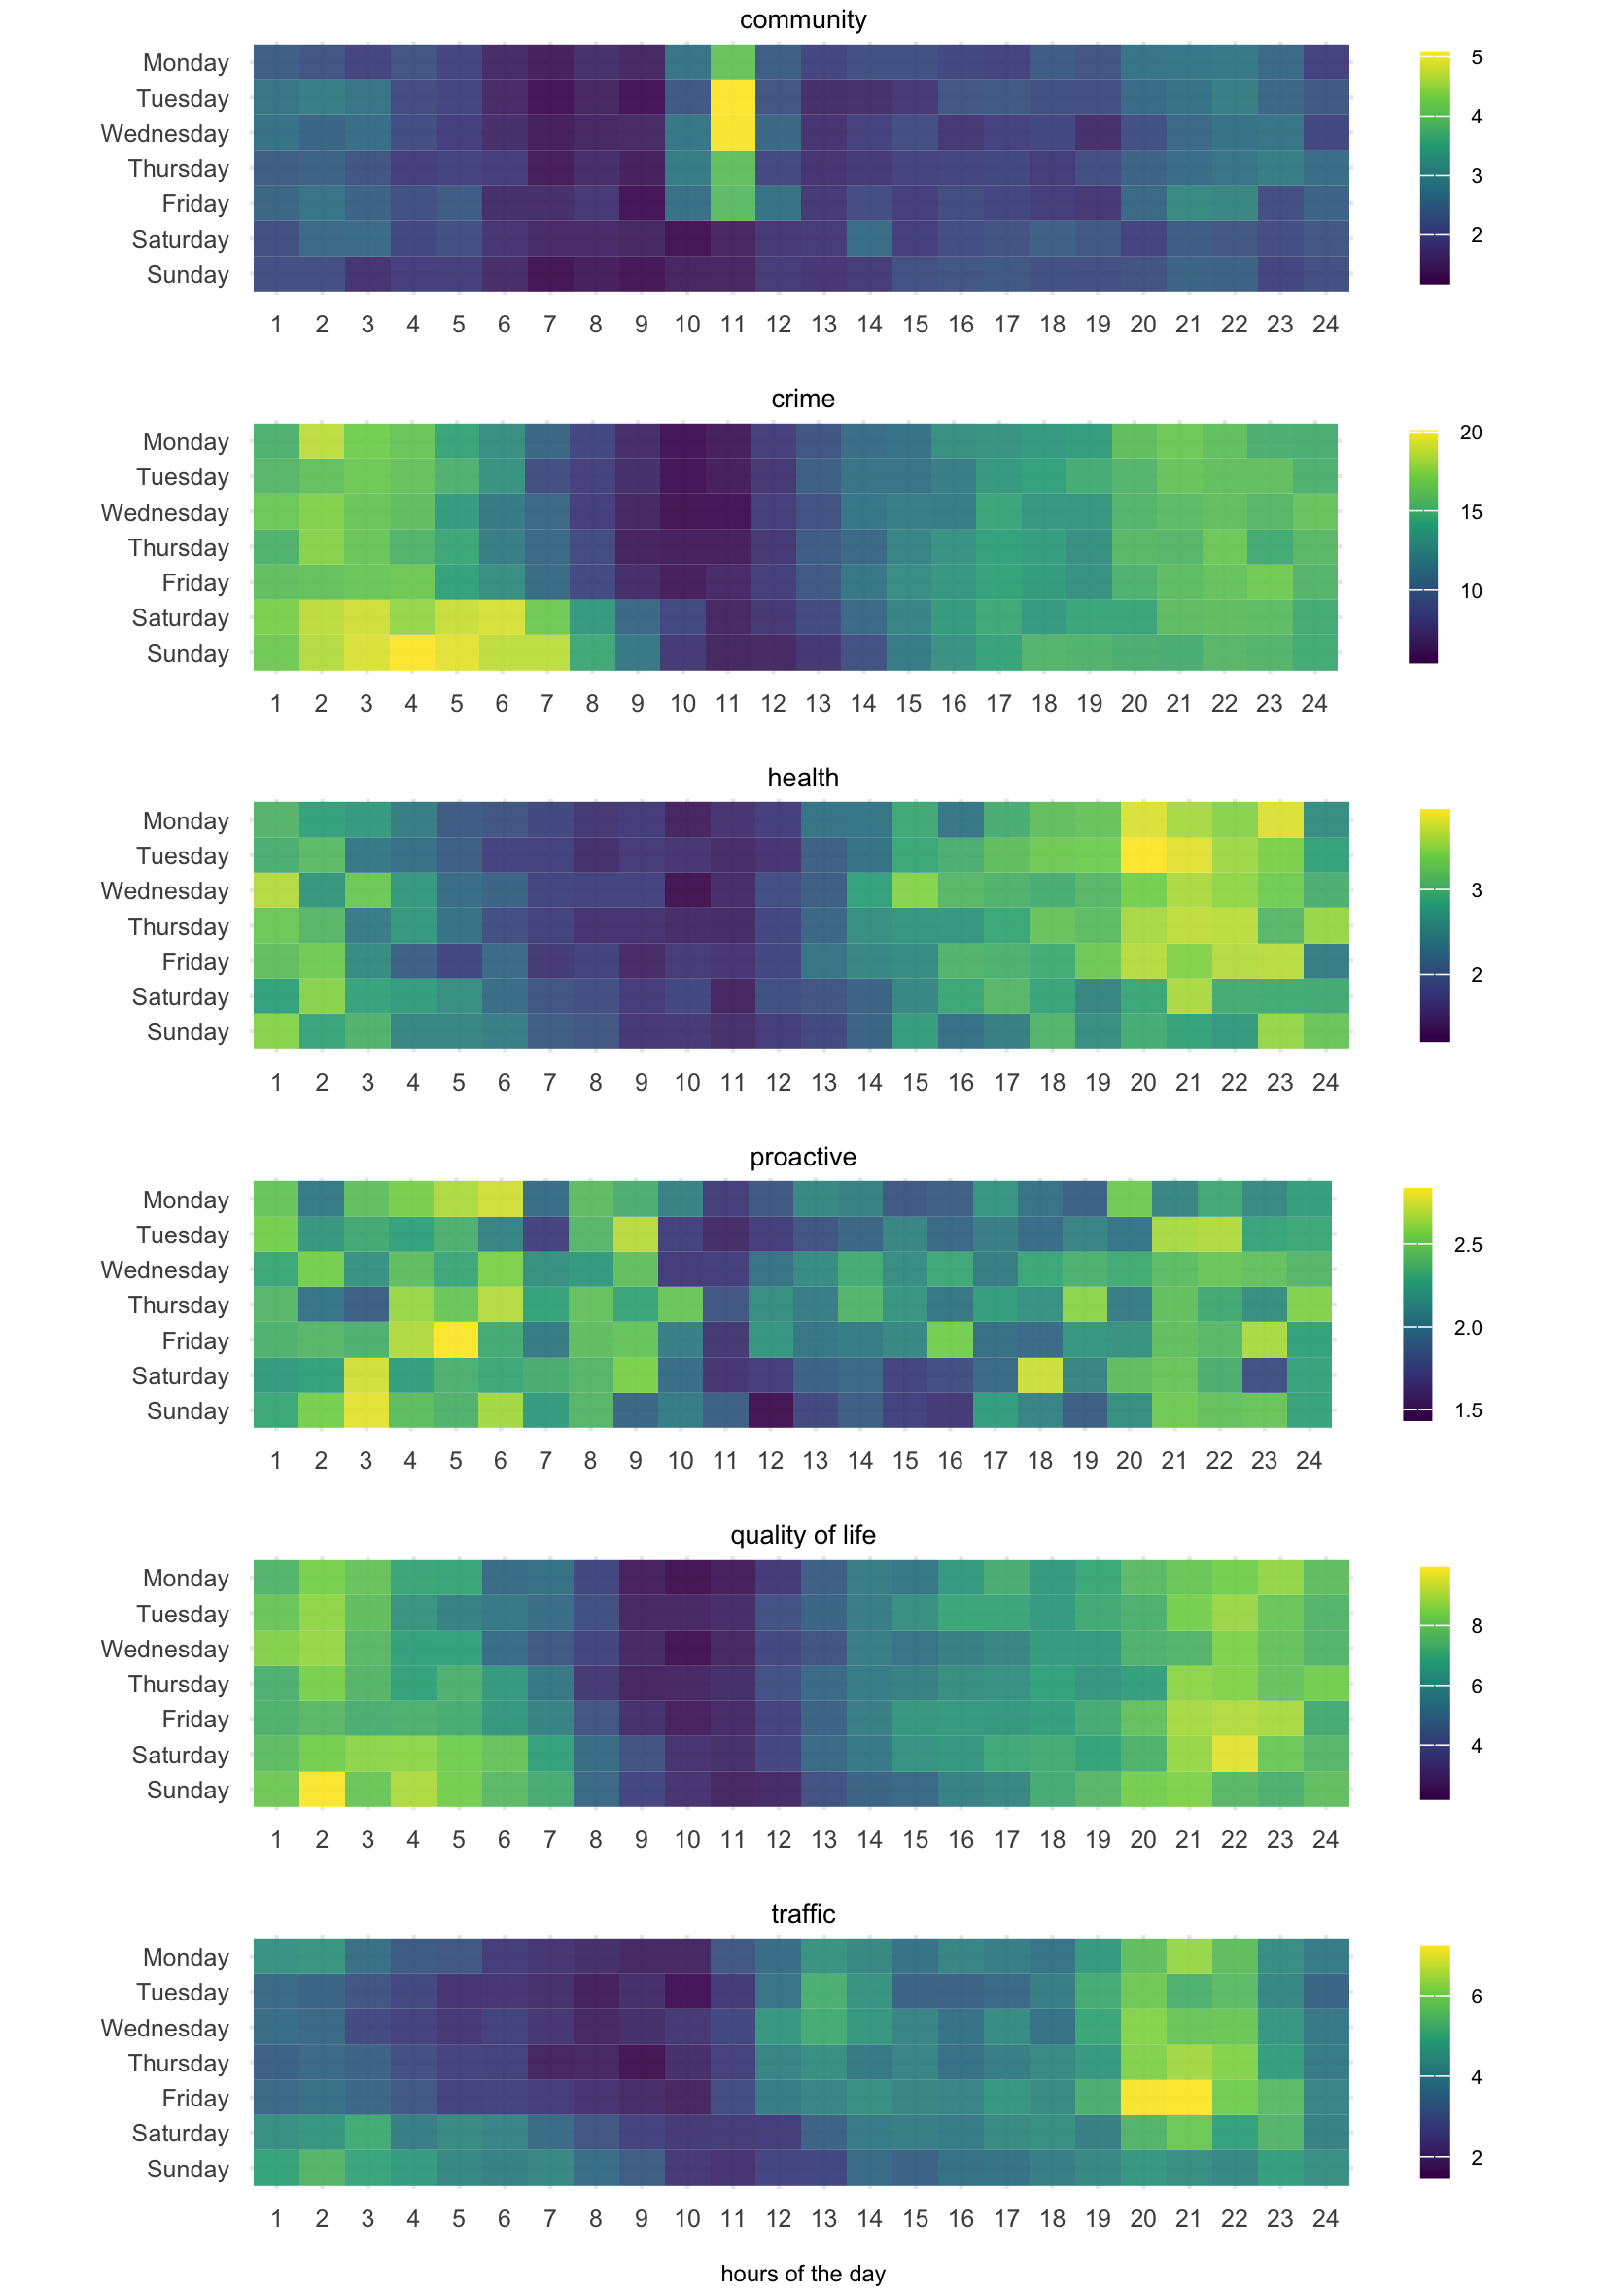 community
Monday
Tuesday
Wednesday
Thursday
Friday
Saturday
Sunday
5
4
3
2
1 2 3 4 5 6 7 8 9 10 11 12 13 14 15 16 17 18 19 20 21 22 23 24
crime
Monday
Tuesday
Wednesday
Thursday
Friday
Saturday
Sunday
20
15
10
1 2 3 4 5 6 7 8 9 10 11 12 13 14 15 16 17 18 19 20 21 22 23 24
health
Monday
Tuesday
Wednesday
Thursday
Friday
Saturday
Sunday
3
2
1 2 3 4 5 6 7 8 9 10 11 12 13 14 15 16 17 18 19 20 21 22 23 24
proactive
Monday
Tuesday
Wednesday
Thursday
Friday
Saturday
Sunday
2.5
2.0
1.5
1 2 3 4 5 6 7 8 9 10 11 12 13 14 15 16 17 18 19 20 21 22 23 24
quality of life
Monday
Tuesday
Wednesday
Thursday
Friday
Saturday
Sunday
8
6
4
1 2 3 4 5 6 7 8 9 10 11 12 13 14 15 16 17 18 19 20 21 22 23 24
traffic
Monday
Tuesday
Wednesday
Thursday
Friday
Saturday
Sunday
6
4
2
1 2 3 4 5 6 7 8 9 10 11 12 13 14 15 16 17 18 19 20 21 22 23 24
hours of the day